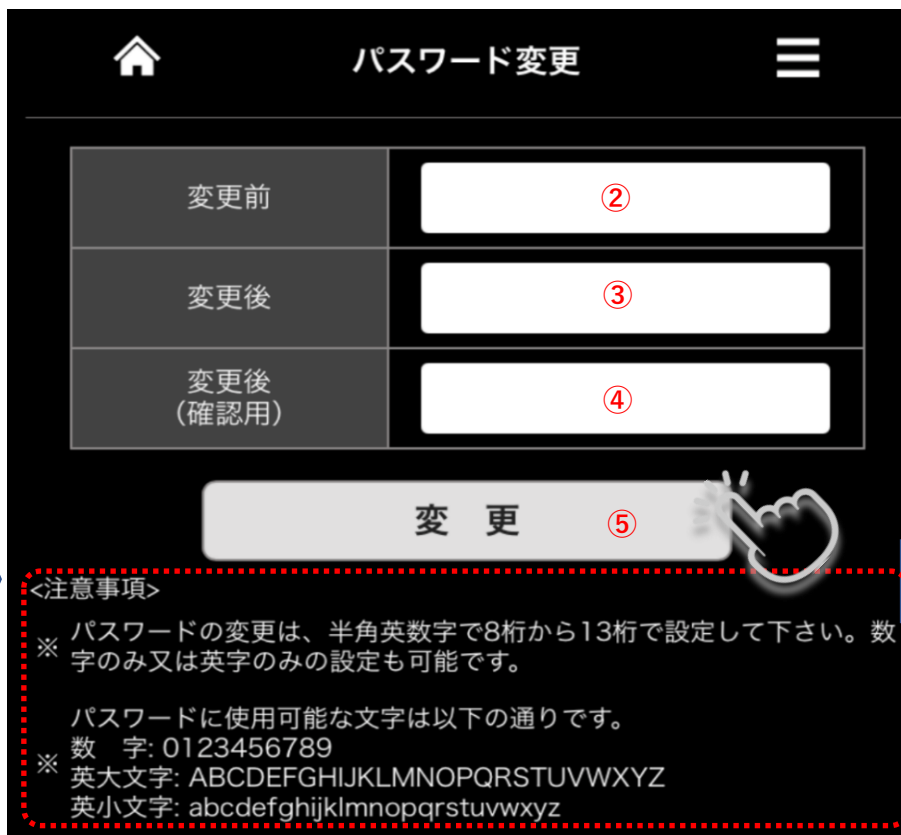 パスワード変更
変更前 ②
変更後 ③
変更後
（確認用） ④
変　更 ⑤
<注意事項>
※ パスワードの変更は、半角英数字で8桁から13桁で設定して下さい。数
字のみ又は英字のみの設定も可能です。
パスワードに使用可能な文字は以下の通りです。
数　字: 0123456789
※ 英大文字: ABCDEFGHIJKLMNOPQRSTUVWXYZ
英小文字: abcdefghijklmnopqrstuvwxyz